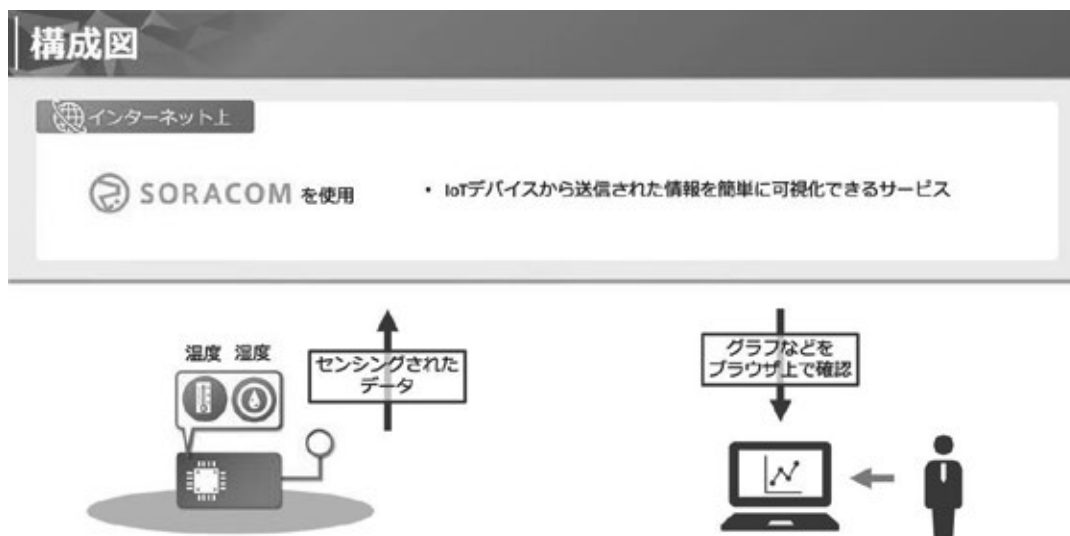 構成図
インターネット上
SORACOM を使用
・ IoTデバイスから送信された情報を簡単に可視化できるサービス
温度 湿度
センシングされた
データ
グラフなどを
ブラウザ上で確認